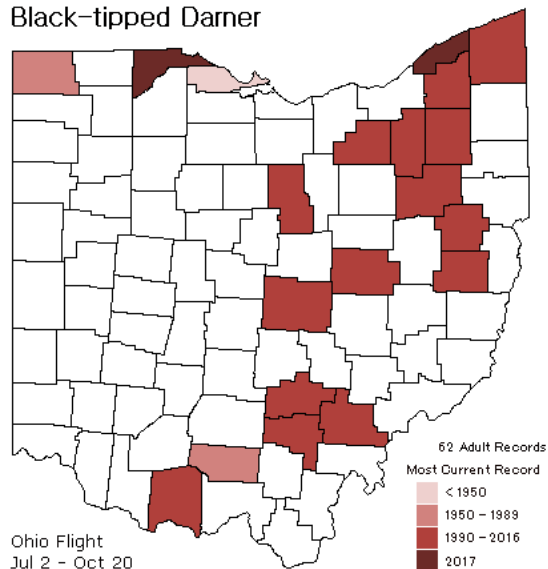 Black-tipped Darner
62 Adult Records
Most Current Record
< 1950
1950 - 1989
1990 - 2016
2017
Ohio Flight
Jul 2 - Oct 20